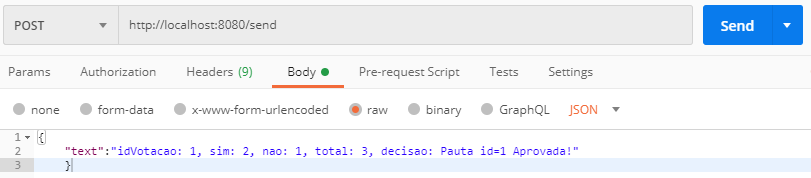 POST http://localhost:8080/send Send
Params Authorization Headers (9) Body Pre-request Script Tests Settings
none form-data x-www-form-urlencoded raw binary GraphQL JSON
1 {
2 "text":"idVotacao: 1, sim: 2, nao: 1, total: 3, decisao: Pauta id=1 Aprovada!"
3 }